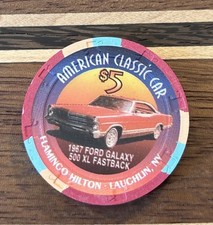 AMERICAN CLASSIC CAR
$5
1967 FORD GALAXY
500 XL FASTBACK
FLAMINGO HILTON - LAUGHLIN, NV